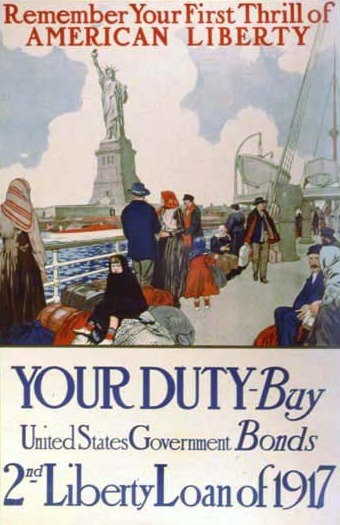 Remember Your First Thrill of
AMERICAN LIBERTY
YOUR DUTY-Buy
United States Government Bonds
2nd Liberty Loan of 1917